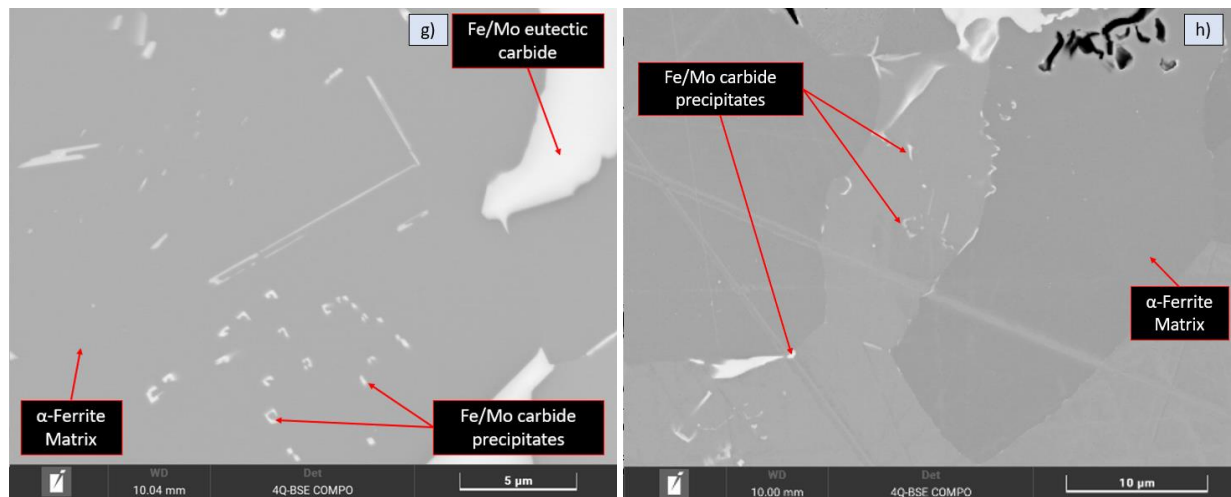 g)
Fe/Mo eutectic
carbide
α-Ferrite
Matrix
Fe/Mo carbide
precipitates
WD
10.04 mm
Det
4Q-BSE COMPO
5 µm
h)
Fe/Mo carbide
precipitates
α-Ferrite
Matrix
WD
10.00 mm
Det
4Q-BSE COMPO
10 µm